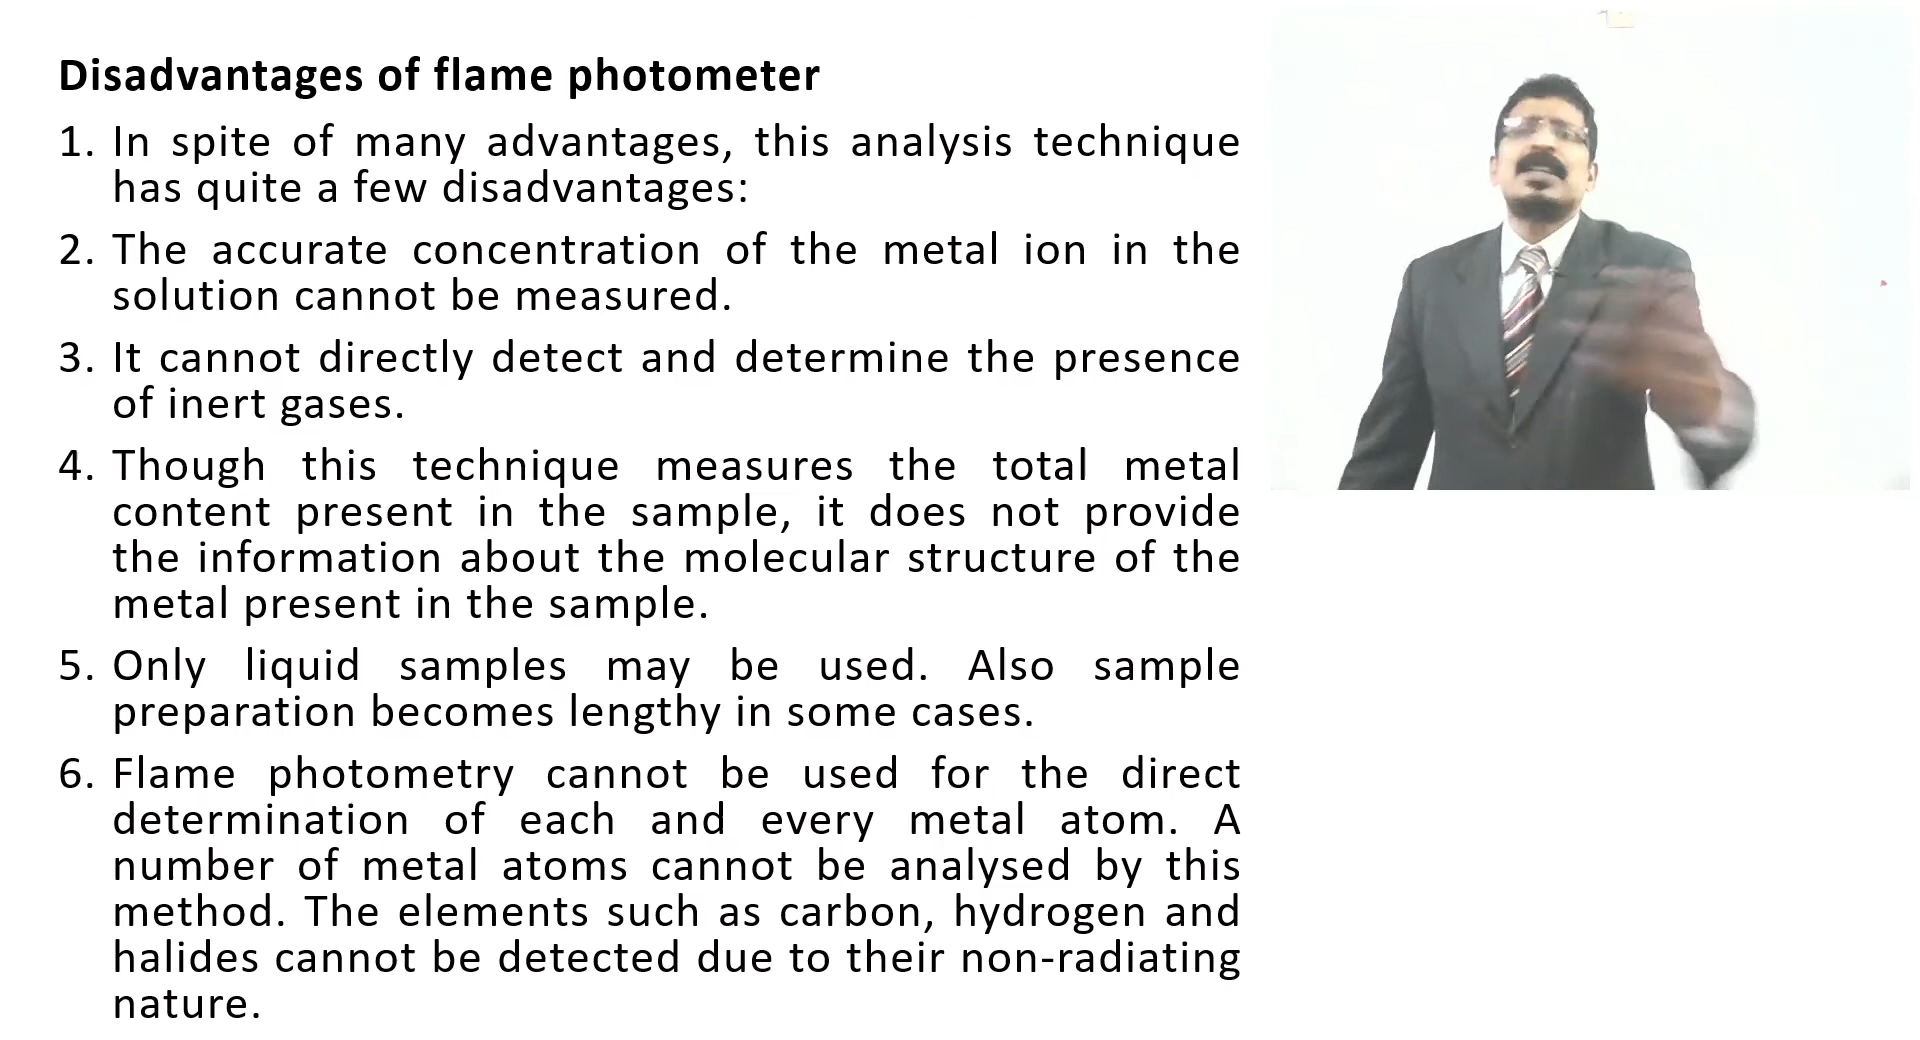 Disadvantages of flame photometer
1. In spite of many advantages, this analysis technique
has quite a few disadvantages:
2. The accurate concentration of the metal ion in the
solution cannot be measured.
3. It cannot directly detect and determine the presence
of inert gases.
4. Though this technique measures the total metal
content present in the sample, it does not provide
the information about the molecular structure of the
metal present in the sample.
5. Only liquid samples may be used. Also sample
preparation becomes lengthy in some cases.
6. Flame photometry cannot be used for the direct
determination of each and every metal atom. A
number of metal atoms cannot be analysed by this
method. The elements such as carbon, hydrogen and
halides cannot be detected due to their non-radiating
nature.